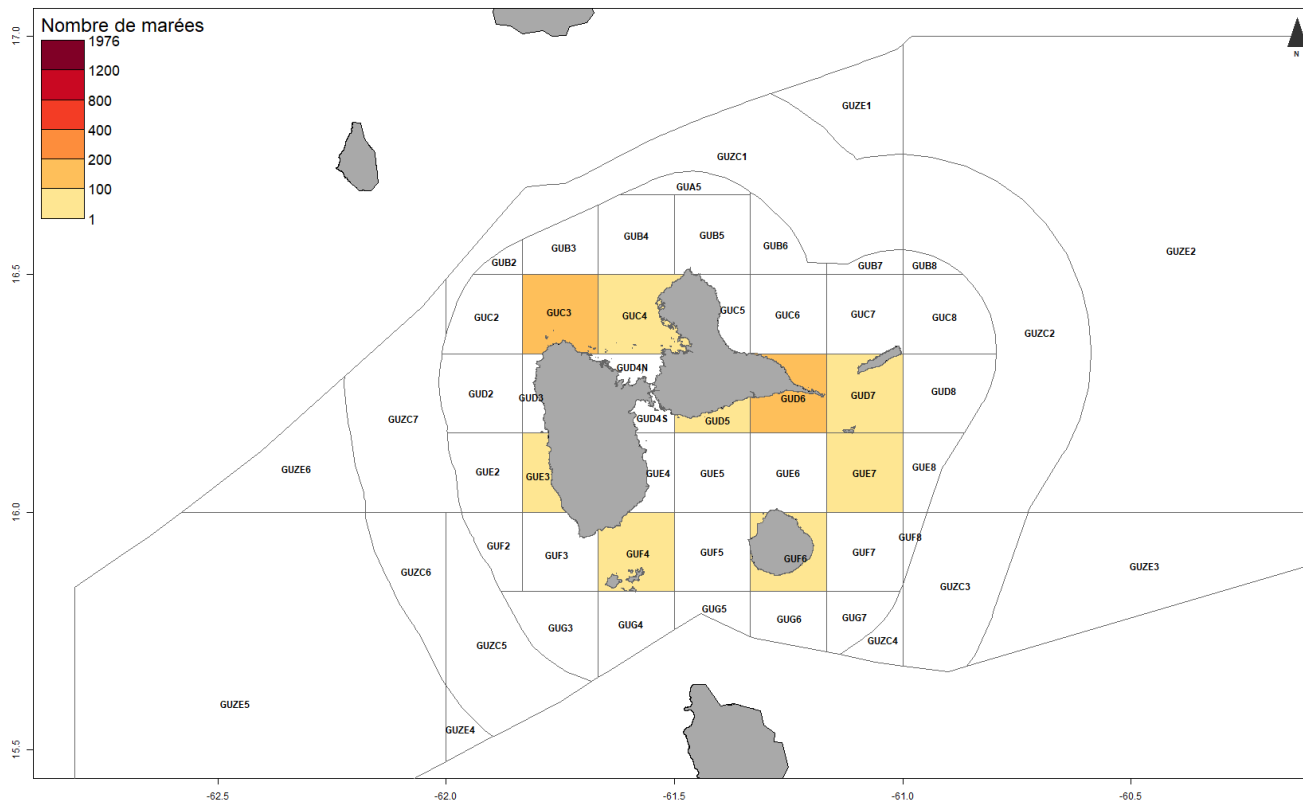 Nombre de marées
1976
1200
800
400
200
100
1
N
17.0
16.5
16.0
15.5
GUZE1
GUZC1
GUA5
GUB4
GUB5
GUB3
GUB6
GUZE2
GUB2
GUB7
GUB8
GUC2
GUC3
GUC4
GUC5
GUC6
GUC7
GUC8
GUZC2
GUD4N
GUD2
GUD3
GUD6
GUD7
GUD8
GUZC7
GUD4S
GUD5
GUZE6
GUE2
GUE3
GUE4
GUE5
GUE6
GUE7
GUE8
GUF2
GUF3
GUF4
GUF5
GUF6
GUF7
GUF8
GUZC6
GUZE3
GUZC3
GUG5
GUG3
GUG4
GUG6
GUG7
GUZC5
GUZC4
GUZE5
GUZE4
-62.5
-62.0
-61.5
-61.0
-60.5